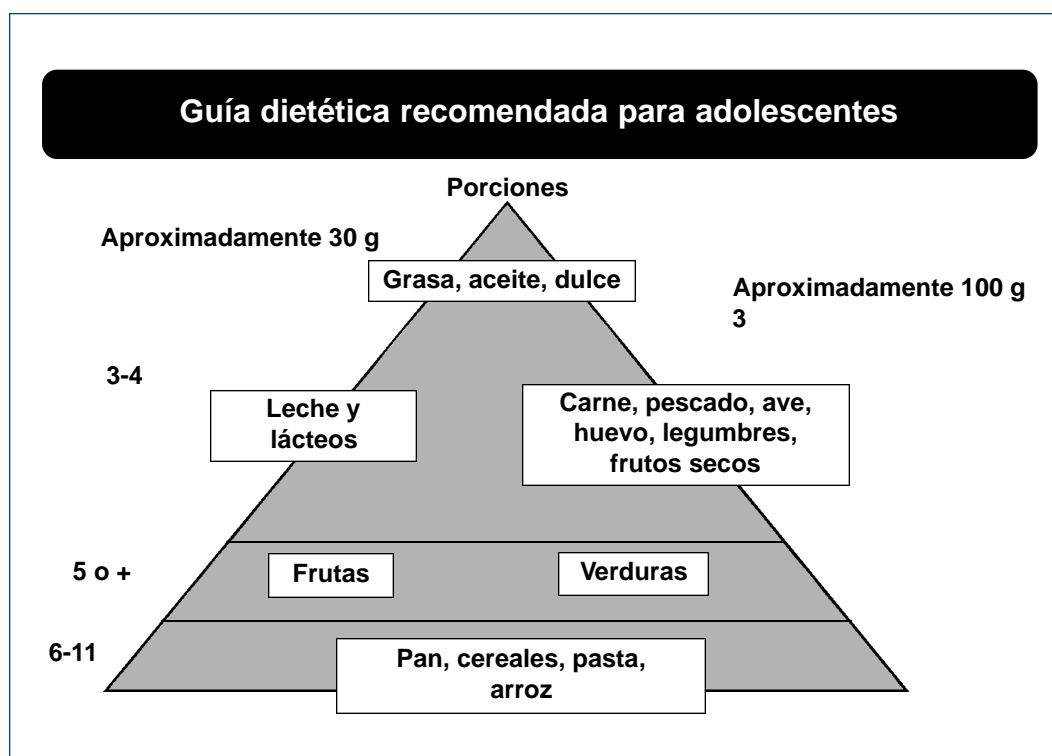 Guía dietética recomendada para adolescentes
Porciones
Aproximadamente 30 g
Grasa, aceite, dulce
Aproximadamente 100 g
3
3-4
Leche y
lácteos
Carne, pescado, ave,
huevo, legumbres,
frutos secos
5 o +
Frutas
Verduras
6-11
Pan, cereales, pasta,
arroz